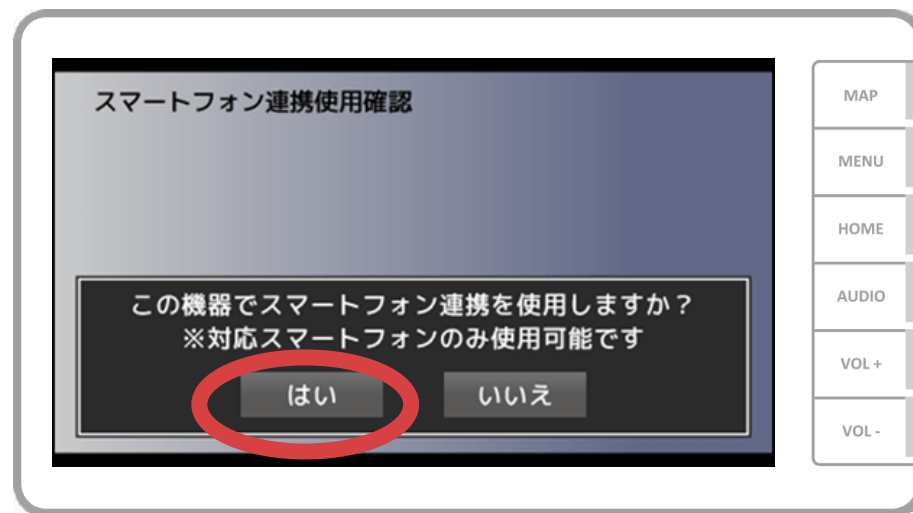 スマートフォン連携使用確認
この機器でスマートフォン連携を使用しますか？
※対応スマートフォンのみ使用可能です
はい いいえ
MAP
MENU
HOME
AUDIO
VOL +
VOL -